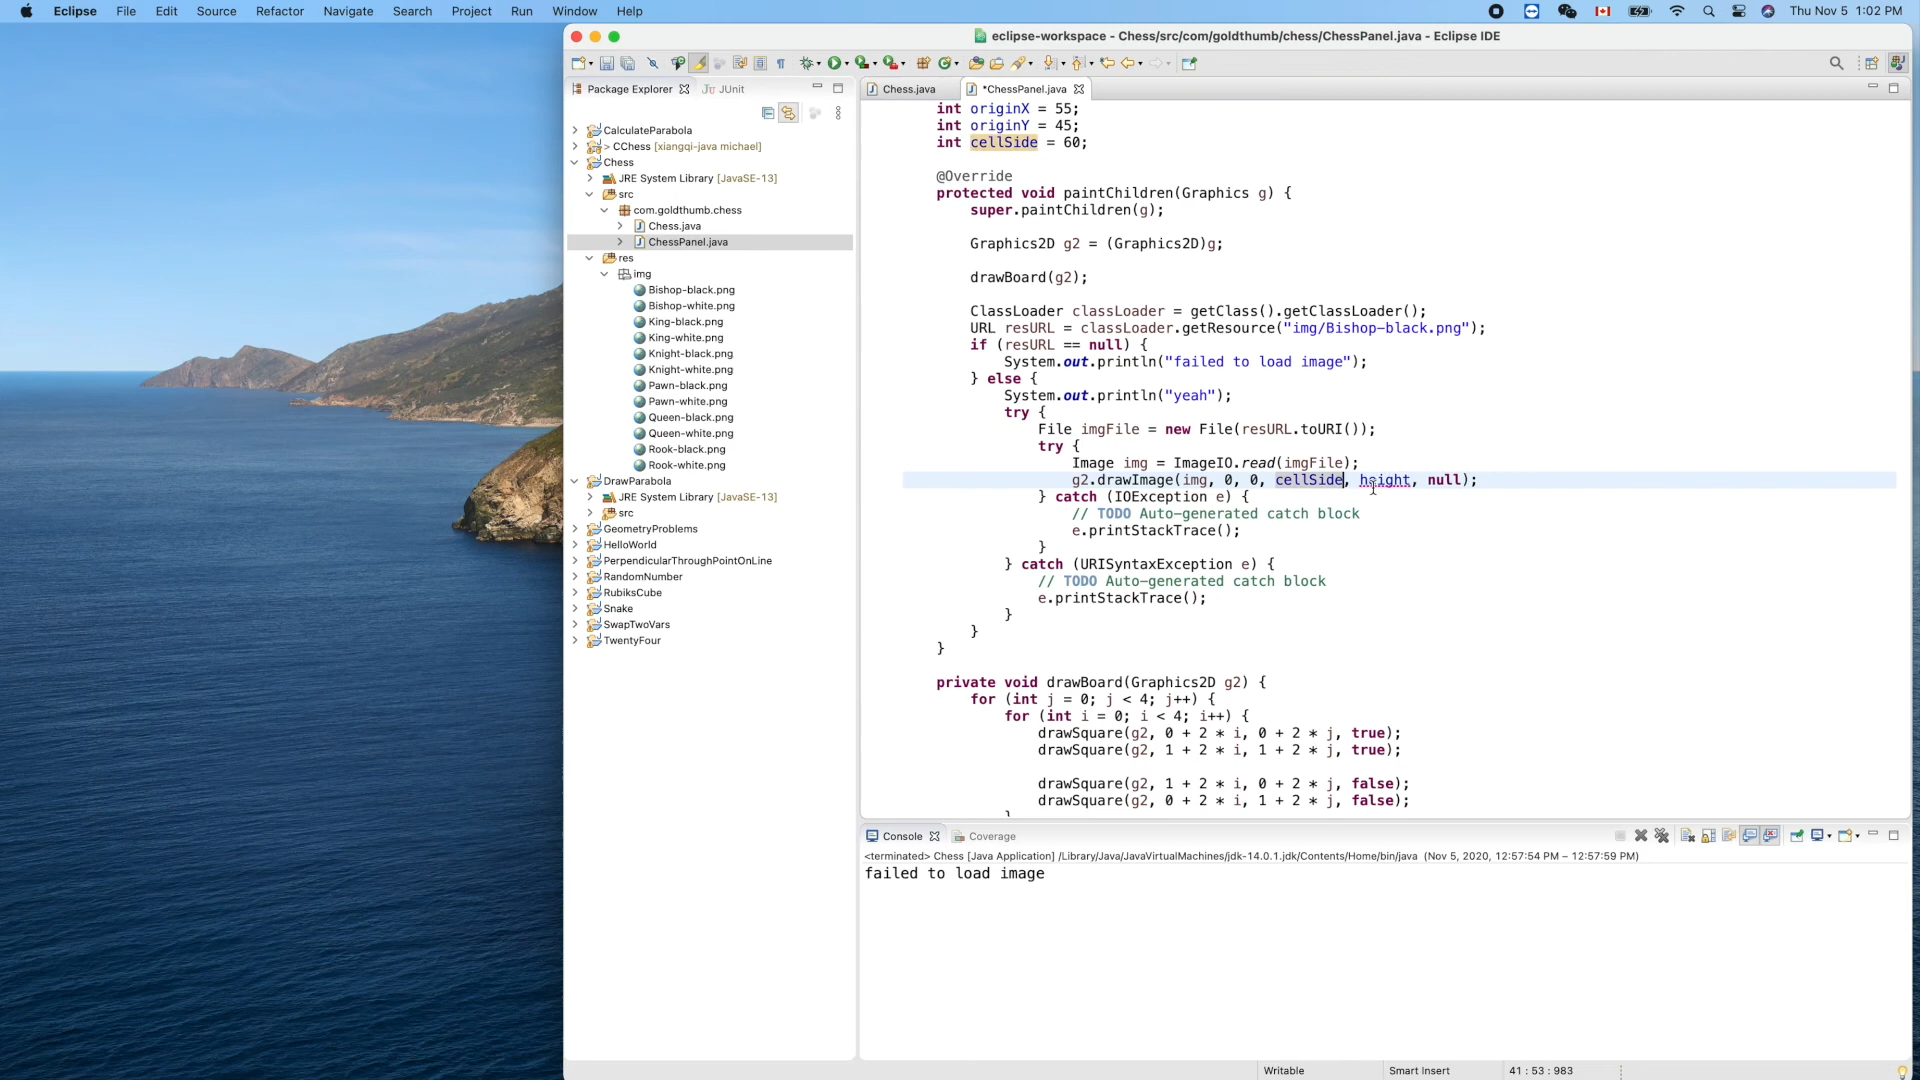 Eclipse File Edit Source Refactor Navigate Search Project Run Window Help Thu Nov 5 1:02 PM
eclipse-workspace - Chess/src/com/goldthumb/chess/ChessPanel.java - Eclipse IDE
Package Explorer JUnit
Chess.java *ChessPanel.java
CalculateParabola
> CChess [xiangqi-java michael]
Chess
JRE System Library [JavaSE-13]
src
com.goldthumb.chess
Chess.java
ChessPanel.java
res
img
Bishop-black.png
Bishop-white.png
King-black.png
King-white.png
Knight-black.png
Knight-white.png
Pawn-black.png
Pawn-white.png
Queen-black.png
Queen-white.png
Rook-black.png
Rook-white.png
DrawParabola
JRE System Library [JavaSE-13]
src
GeometryProblems
HelloWorld
PerpendicularThroughPointOnLine
RandomNumber
RubiksCube
Snake
SwapTwoVars
TwentyFour
int originX = 55;
int originY = 45;
int cellSide = 60;
@Override
protected void paintChildren(Graphics g) {
super.paintChildren(g);
Graphics2D g2 = (Graphics2D)g;
drawBoard(g2);
ClassLoader classLoader = getClass().getClassLoader();
URL resURL = classLoader.getResource("img/Bishop-black.png");
if (resURL == null) {
System.out.println("failed to load image");
} else {
System.out.println("yeah");
try {
File imgFile = new File(resURL.toURI());
try {
Image img = ImageIO.read(imgFile);
g2.drawImage(img, 0, 0, cellSide, height, null);
} catch (IOException e) {
// TODO Auto-generated catch block
e.printStackTrace();
}
} catch (URISyntaxException e) {
// TODO Auto-generated catch block
e.printStackTrace();
}
}
}
private void drawBoard(Graphics2D g2) {
for (int j = 0; j < 4; j++) {
for (int i = 0; i < 4; i++) {
drawSquare(g2, 0 + 2 * i, 0 + 2 * j, true);
drawSquare(g2, 1 + 2 * i, 1 + 2 * j, true);
drawSquare(g2, 1 + 2 * i, 0 + 2 * j, false);
drawSquare(g2, 0 + 2 * i, 1 + 2 * j, false);
}
Console Coverage
<terminated> Chess [Java Application] /Library/Java/JavaVirtualMachines/jdk-14.0.1.jdk/Contents/Home/bin/java (Nov 5, 2020, 12:57:54 PM – 12:57:59 PM)
failed to load image
Writable Smart Insert 41 : 53 : 983